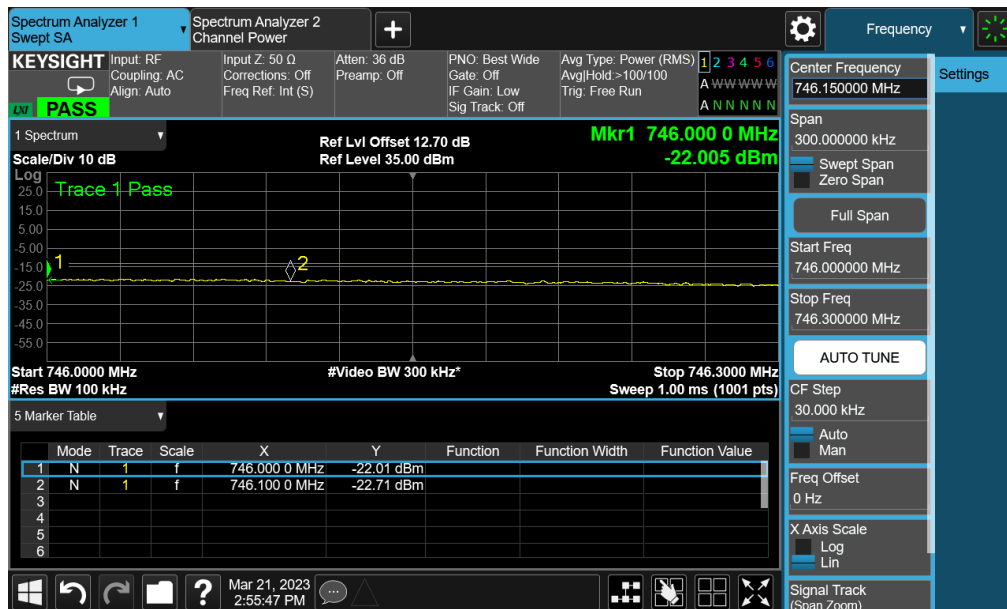 Spectrum Analyzer 1
Swept SA
Spectrum Analyzer 2
Channel Power
+
Frequency
KEYSIGHT
LXI
PASS
Input: RF
Coupling: AC
Align: Auto
Input Z: 50 Ω
Corrections: Off
Freq Ref: Int (S)
Atten: 36 dB
Preamp: Off
PNO: Best Wide
Gate: Off
IF Gain: Low
Sig Track: Off
Avg Type: Power (RMS)
Avg|Hold:>100/100
Trig: Free Run
1 2 3 4 5 6
A W W W W W
A N N N N N
1 Spectrum
Scale/Div 10 dB
Ref Lvl Offset 12.70 dB
Ref Level 35.00 dBm
Mkr1 746.000 0 MHz
-22.005 dBm
Log
Trace 1 Pass
25.0
15.0
5.00
-5.00
-15.0
-25.0
-35.0
-45.0
-55.0
1
2
Start 746.0000 MHz
#Res BW 100 kHz
#Video BW 300 kHz*
Stop 746.3000 MHz
Sweep 1.00 ms (1001 pts)
5 Marker Table
Mode Trace Scale X Y Function Function Width Function Value
1 N 1 f 746.000 0 MHz -22.01 dBm
2 N 1 f 746.100 0 MHz -22.71 dBm
3
4
5
6
?
Mar 21, 2023
2:55:47 PM
Center Frequency
746.150000 MHz
Settings
Span
300.000000 kHz
Swept Span
Zero Span
Full Span
Start Freq
746.000000 MHz
Stop Freq
746.300000 MHz
AUTO TUNE
CF Step
30.000 kHz
Auto
Man
Freq Offset
0 Hz
X Axis Scale
Log
Lin
Signal Track
(Span Zoom)